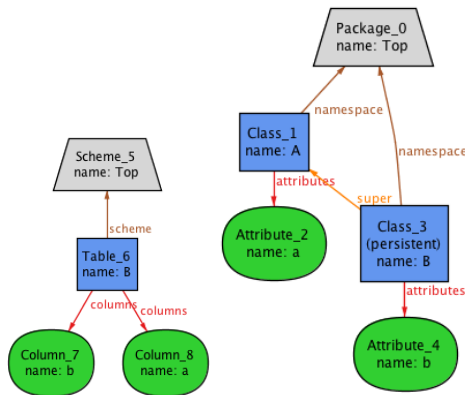 Package_0
name: Top
namespace
Class_1
name: A
namespace
Scheme_5
name: Top
attributes
super
Attribute_2
name: a
Class_3
(persistent)
name: B
scheme
Table_6
name: B
attributes
columns
columns
Column_7
name: b
Column_8
name: a
Attribute_4
name: b